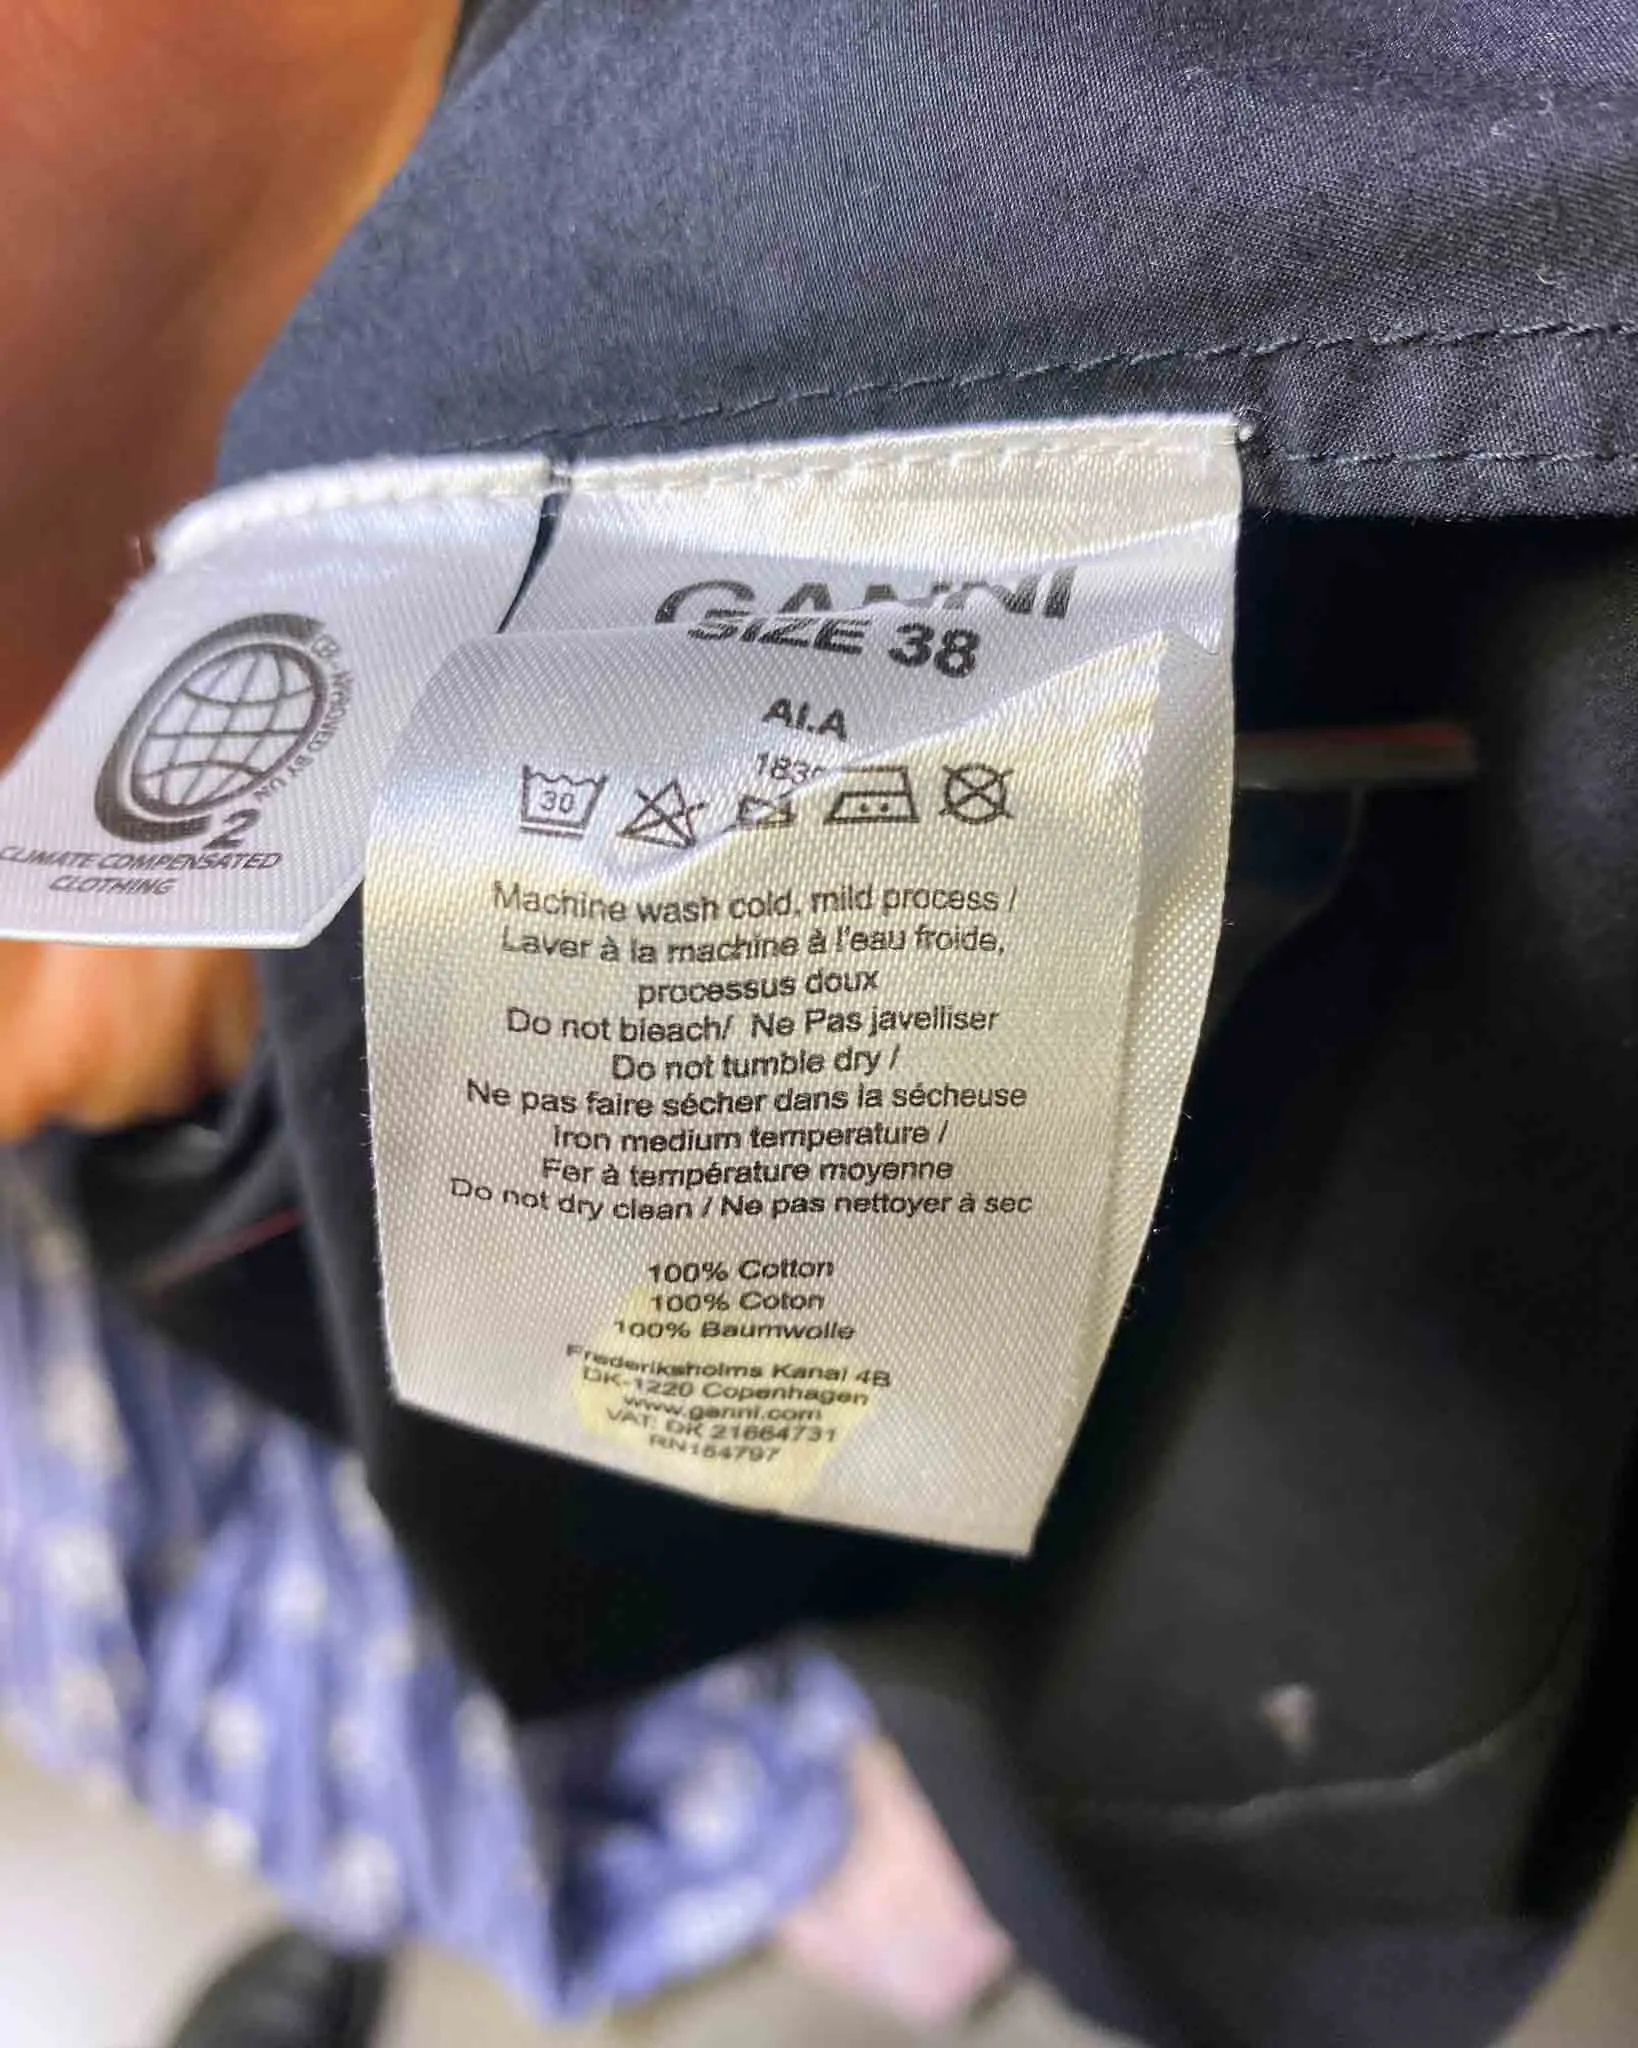 GANNI
SIZE 38
30
2
CLIMATE COMPENSATED
CLOTHING
Machine wash cold, mild process /
Laver à la machine à l'eau froide,
processus doux
Do not bleach/ Ne Pas javelliser
Do not tumble dry /
Ne pas faire sécher dans la sécheuse
Iron medium temperature /
Fer à température moyenne
Do not dry clean / Ne pas nettoyer à sec
100% Cotton
100% Coton
100% Baumwolle
Frederiksholms Kanal 4B
DK-1220 Copenhagen
www.ganni.com
VAT: DK 21664731
RN154797